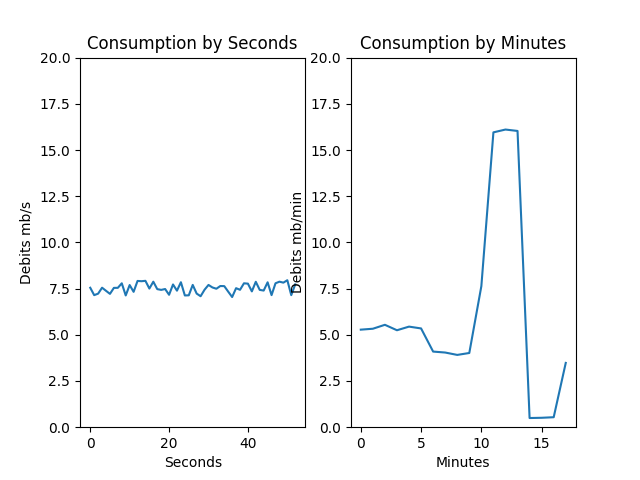 Consumption by Seconds
20.0
17.5
15.0
12.5
10.0
7.5
5.0
2.5
0.0
Debits mb/s
0 20 40
Seconds
Consumption by Minutes
20.0
17.5
15.0
12.5
10.0
7.5
5.0
2.5
0.0
Debits mb/min
0 5 10 15
Minutes